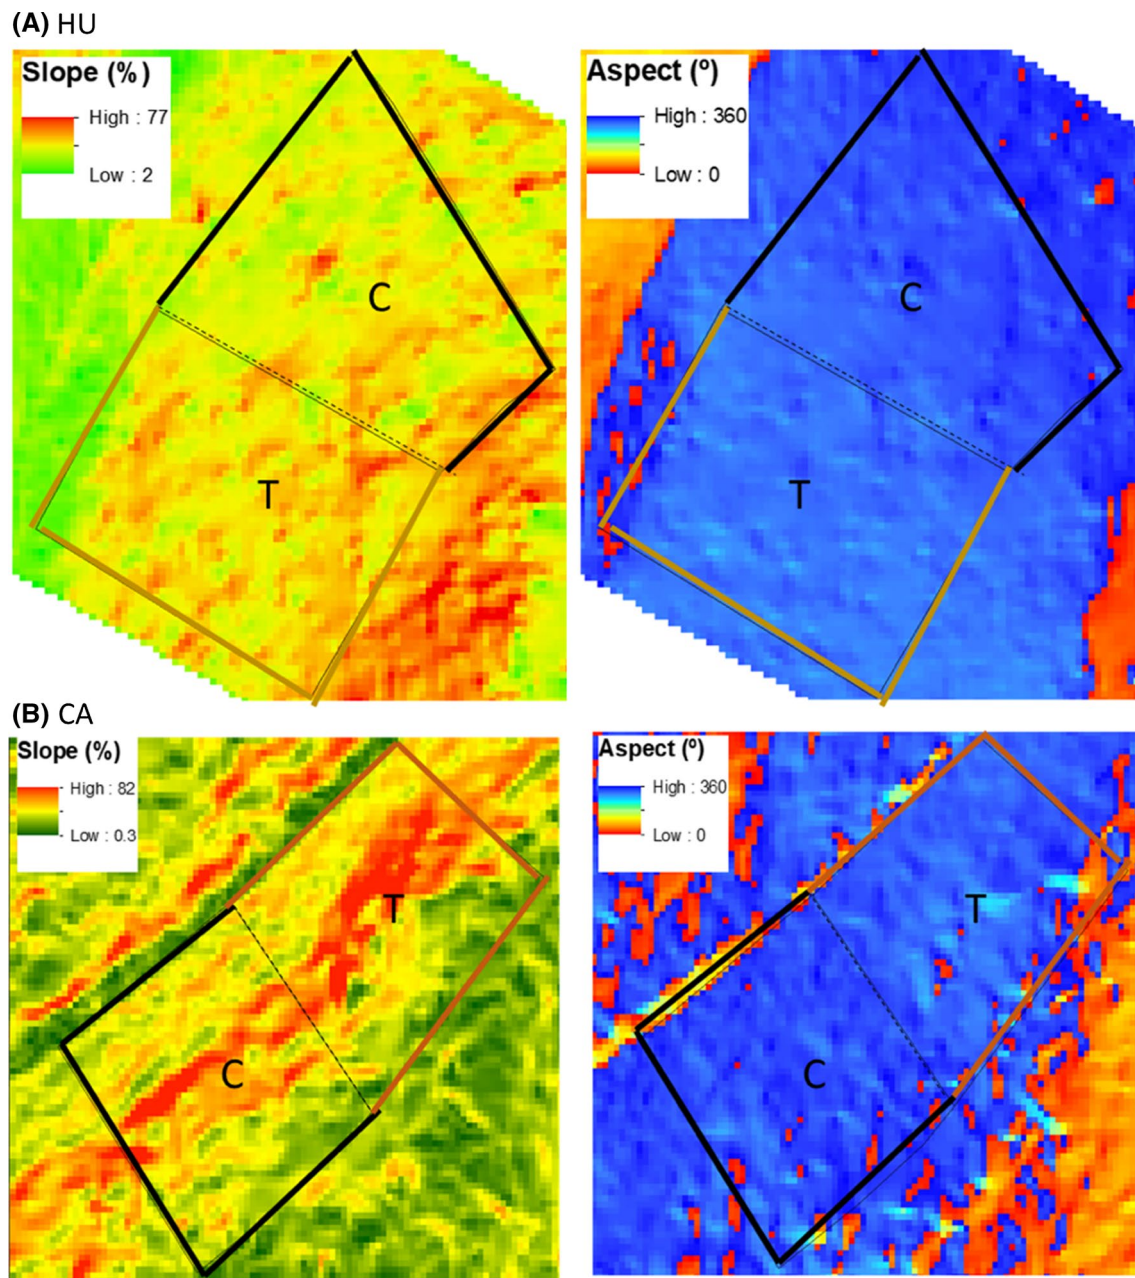 (A) HU
Slope (%)
High : 77
Low : 2
C
T
Aspect (º)
High : 360
Low : 0
C
T
(B) CA
Slope (%)
High : 82
Low : 0.3
T
C
Aspect (º)
High : 360
Low : 0
T
C